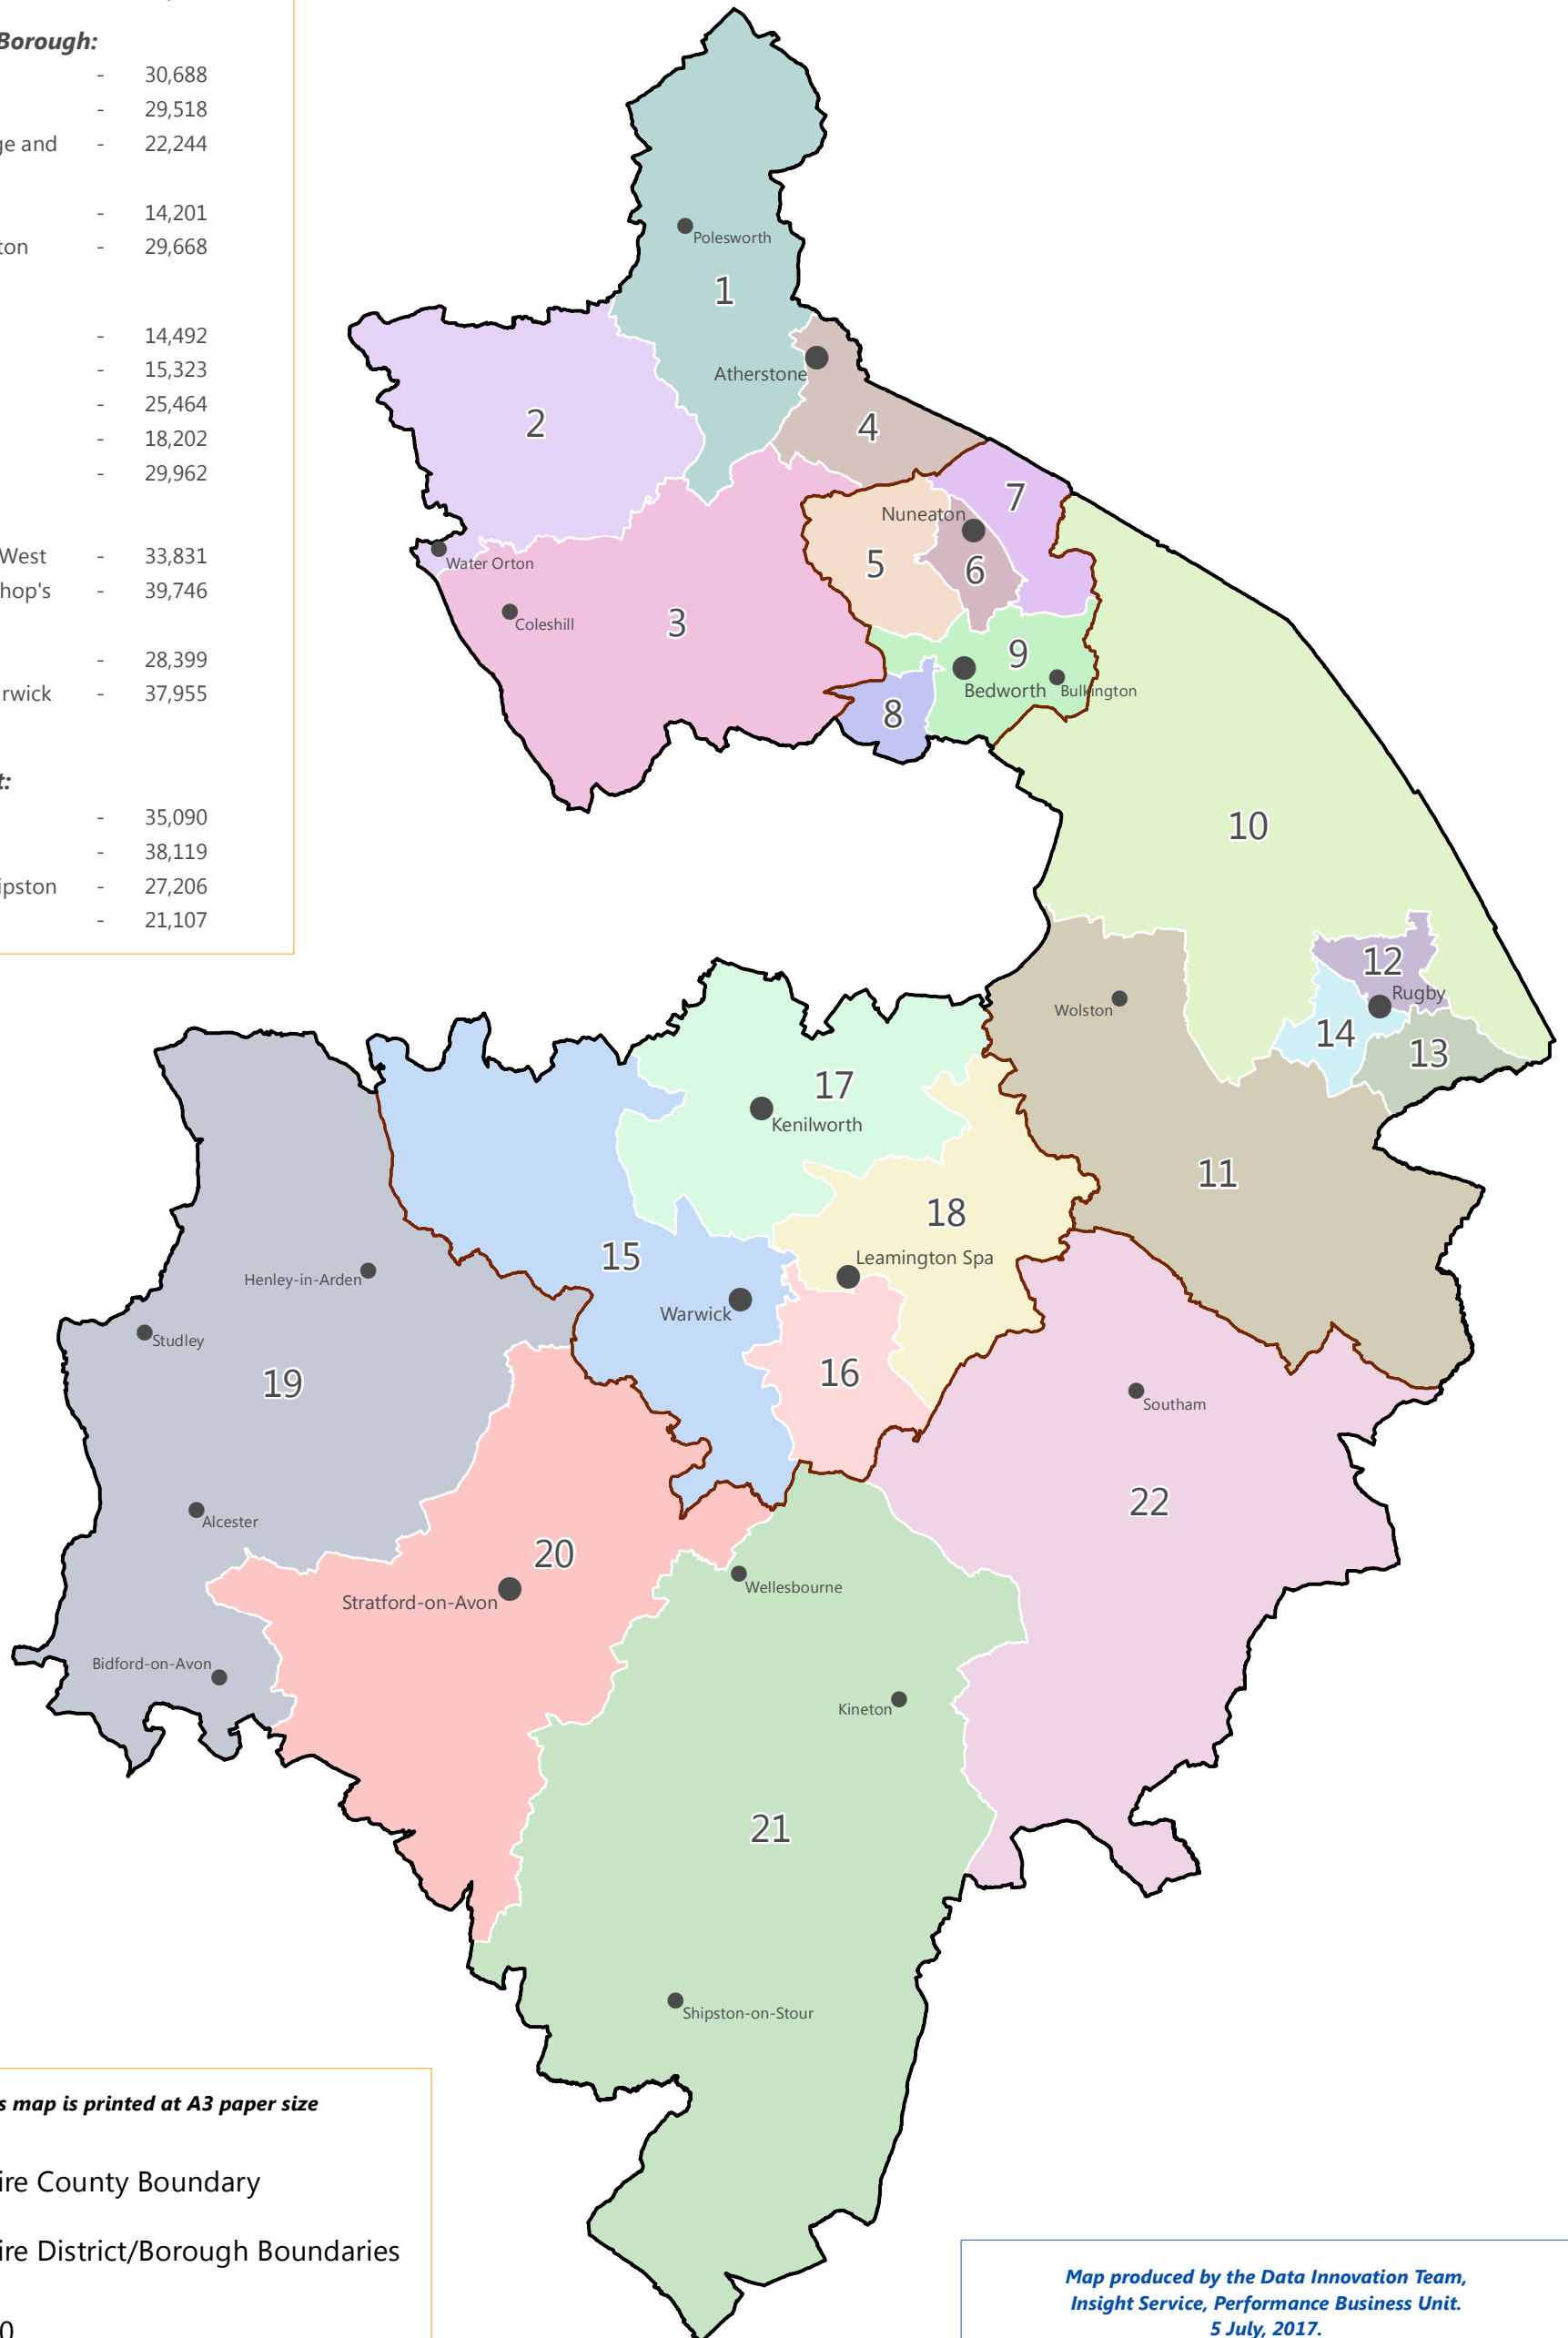 Borough:
- 30,688
- 29,518
ge and - 22,244
- 14,201
ton - 29,668
- 14,492
- 15,323
- 25,464
- 18,202
- 29,962
West - 33,831
hop's - 39,746
- 28,399
rwick - 37,955
t:
- 35,090
- 38,119
ipston - 27,206
- 21,107
Polesworth
1
Atherstone
2
4
7
Nuneaton
5
6
Water Orton
Coleshill
3
9
Bedworth
Bulkington
8
10
12
Rugby
Wolston
14
13
17
Kenilworth
11
18
15
Leamington Spa
Henley-in-Arden
Warwick
Studley
16
19
Southam
22
Alcester
20
Wellesbourne
Stratford-on-Avon
Bidford-on-Avon
Kineton
21
Shipston-on-Stour
s map is printed at A3 paper size
ire County Boundary
ire District/Borough Boundaries
0
Map produced by the Data Innovation Team,
Insight Service, Performance Business Unit.
5 July, 2017.